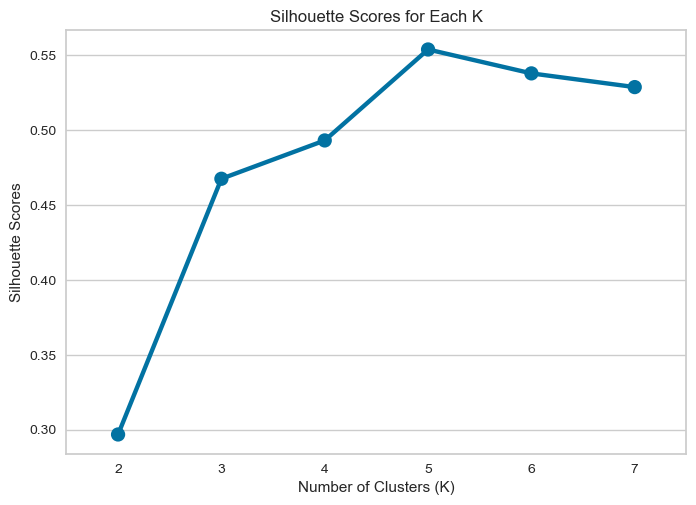 Silhouette Scores for Each K
Silhouette Scores
0.55
0.50
0.45
0.40
0.35
0.30
2 3 4 5 6 7
Number of Clusters (K)